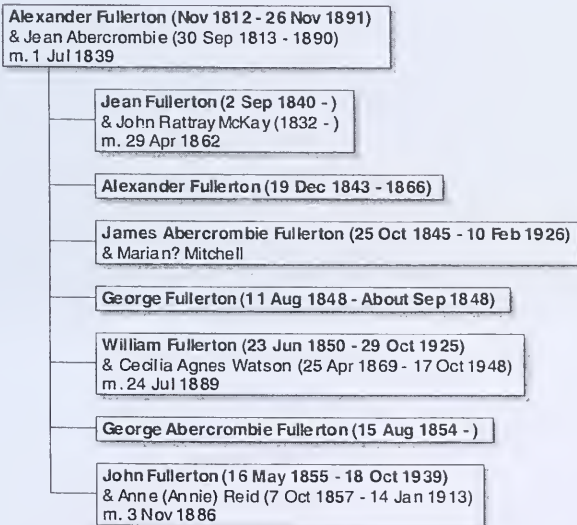 Alexander Fullerton (Nov 1812 - 26 Nov 1891)
& Jean Abercrombie (30 Sep 1813 - 1890)
m. 1 Jul 1839
Jean Fullerton (2 Sep 1840 - )
& John Rattray McKay (1832 - )
m. 29 Apr 1862
Alexander Fullerton (19 Dec 1843 - 1866)
James Abercrombie Fullerton (25 Oct 1845 - 10 Feb 1926)
& Marian? Mitchell
George Fullerton (11 Aug 1848 - About Sep 1848)
William Fullerton (23 Jun 1850 - 29 Oct 1925)
& Cecilia Agnes Watson (25 Apr 1869 - 17 Oct 1948)
m. 24 Jul 1889
George Abercrombie Fullerton (15 Aug 1854 - )
John Fullerton (16 May 1855 - 18 Oct 1939)
& Anne (Annie) Reid (7 Oct 1857 - 14 Jan 1913)
m. 3 Nov 1886